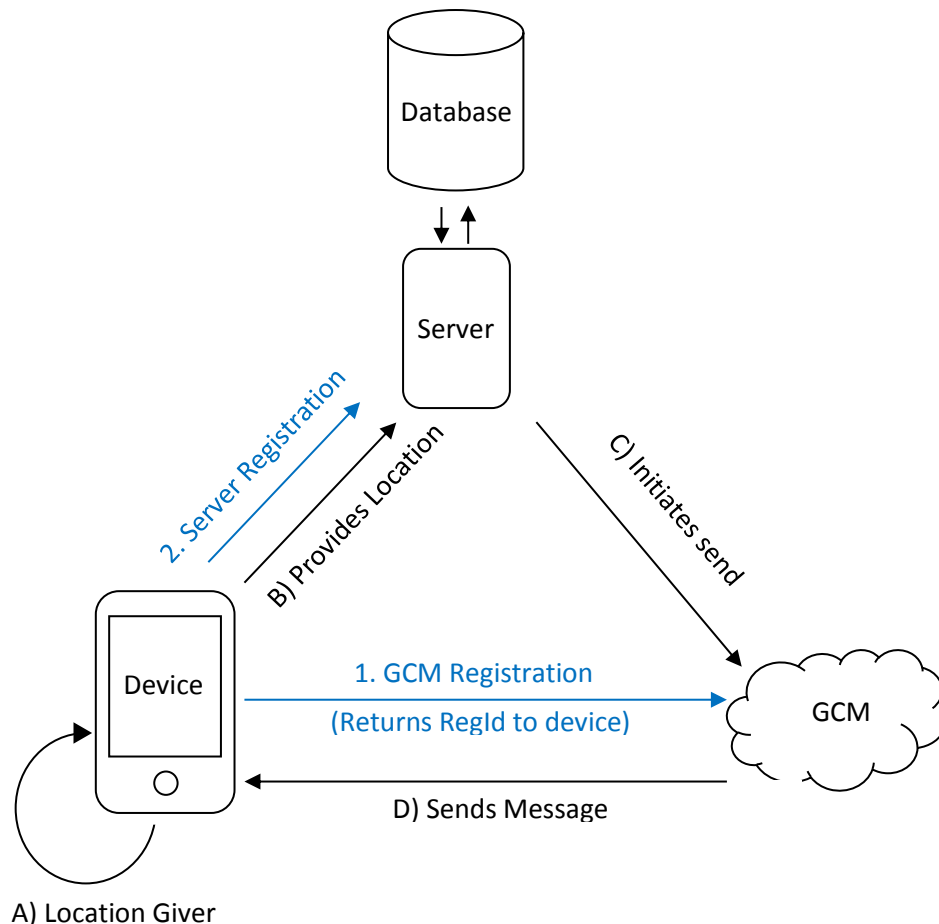 Database
Server
2. Server Registration
B) Provides Location
C) Initiates send
Device
1. GCM Registration
(Returns RegId to device)
GCM
D) Sends Message
A) Location Giver